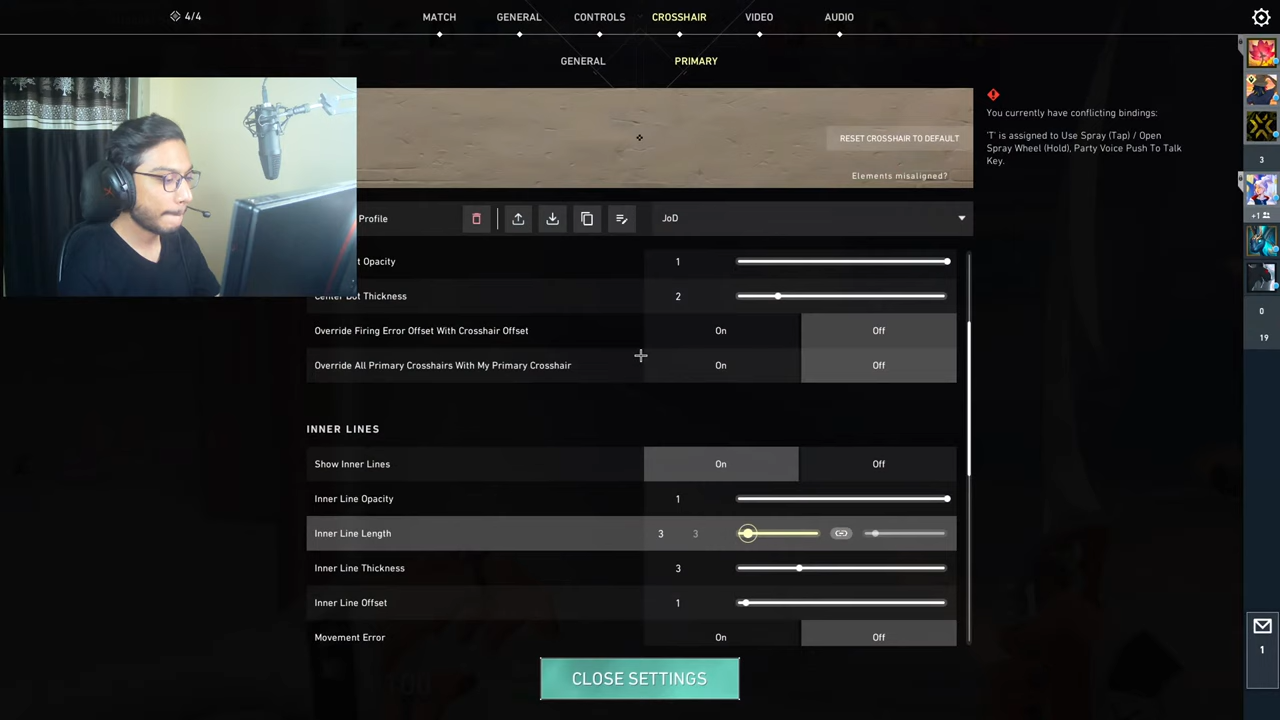 4/4
MATCH
GENERAL
CONTROLS
CROSSHAIR
VIDEO
AUDIO
GENERAL
PRIMARY
You currently have conflicting bindings:
'T' is assigned to Use Spray (Tap) / Open
Spray Wheel (Hold), Party Voice Push To Talk
Key.
RESET CROSSHAIR TO DEFAULT
Elements misaligned?
Profile
JoD
3
+1
0
19
1
Opacity 1
Center Dot Thickness 2
Override Firing Error Offset With Crosshair Offset On Off
Override All Primary Crosshairs With My Primary Crosshair On Off
INNER LINES
Show Inner Lines On Off
Inner Line Opacity 1
Inner Line Length 3 3
Inner Line Thickness 3
Inner Line Offset 1
Movement Error On Off
CLOSE SETTINGS